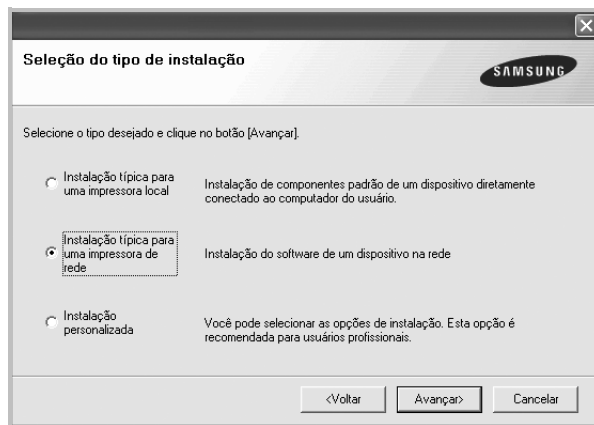 Seleção do tipo de instalação
SAMSUNG
Selecione o tipo desejado e clique no botão [Avançar].
Instalação típica para
uma impressora local
Instalação de componentes padrão de um dispositivo diretamente
conectado ao computador do usuário.
Instalação típica para
uma impressora de
rede
Instalação do software de um dispositivo na rede
Instalação
personalizada
Você pode selecionar as opções de instalação. Esta opção é
recomendada para usuários profissionais.
<Voltar
Avançar>
Cancelar